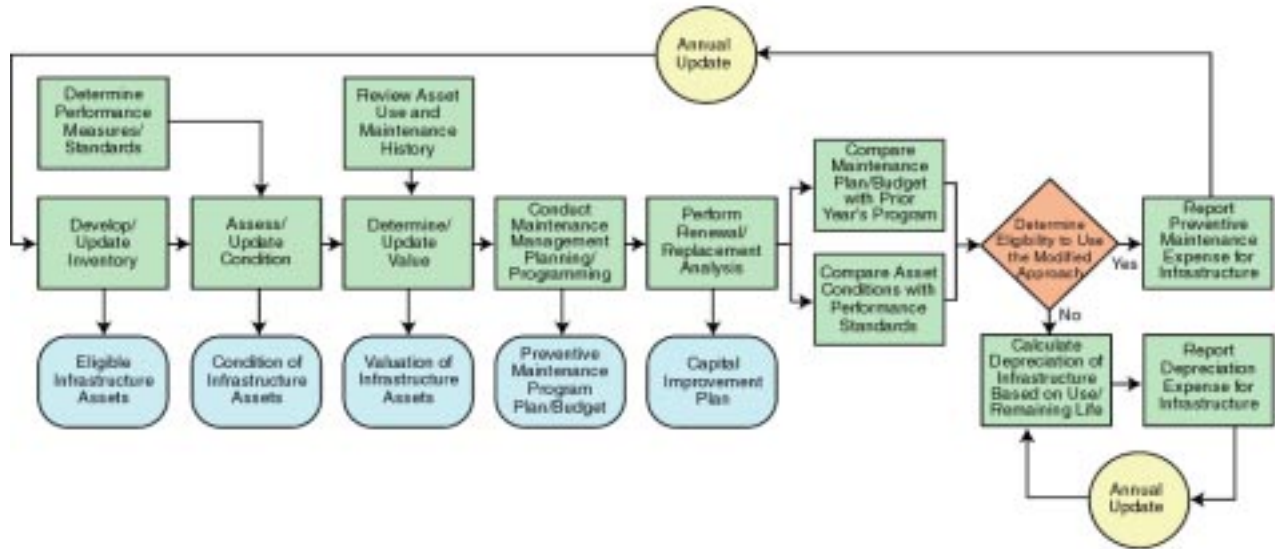 Annual
Update
Determine
Performance
Measures/
Standards
Review Asset
Use and
Maintenance
History
Develop/
Update
Inventory
Assess/
Update
Condition
Determine/
Update
Value
Conduct
Maintenance
Management
Planning/
Programming
Perform
Renewal/
Replacement
Analysis
Compare
Maintenance
Plan/Budget
with Prior
Year's Program
Compare Asset
Conditions with
Performance
Standards
Determine
Eligibility to Use
the Modified
Approach
Yes
No
Report
Preventive
Maintenance
Expense for
Infrastructure
Eligible
Infrastructure
Assets
Condition of
Infrastructure
Assets
Valuation of
Infrastructure
Assets
Preventive
Maintenance
Program
Plan/Budget
Capital
Improvement
Plan
Calculate
Depreciation of
Infrastructure
Based on Use/
Remaining Life
Report
Depreciation
Expense for
Infrastructure
Annual
Update